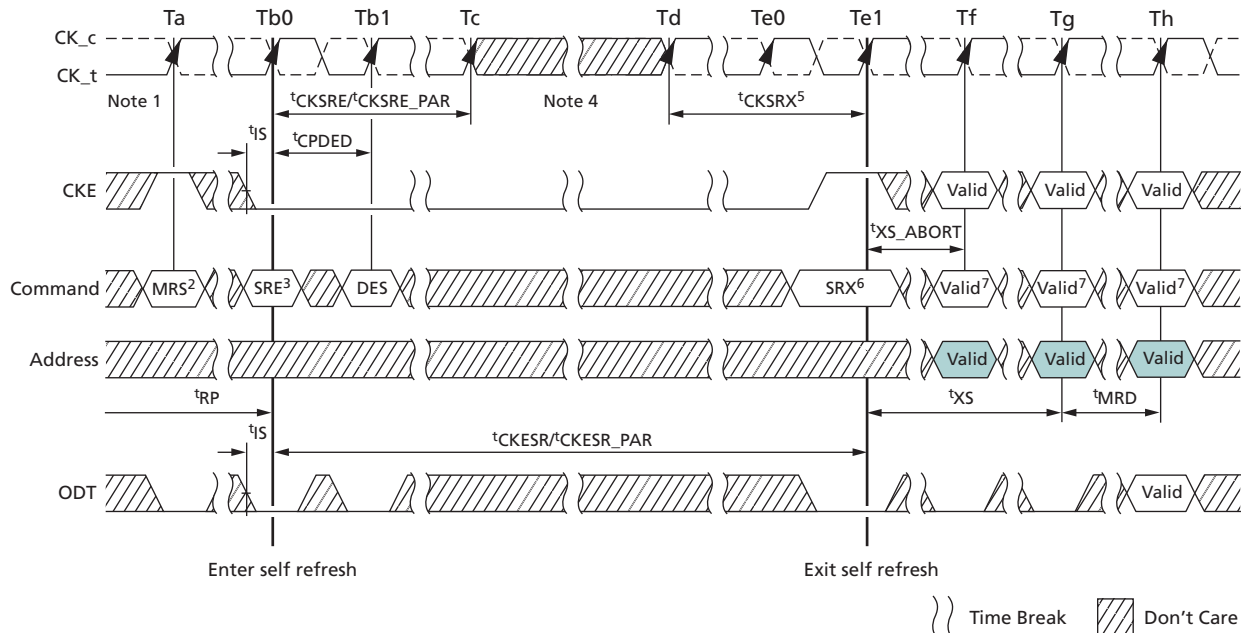 Ta Tb0 Tb1 Tc Td Te0 Te1 Tf Tg Th
CK_c
CK_t
Note 1
tCKSRE/tCKSRE_PAR
Note 4
tCKSRX5
tIS
tCPDED
CKE
Valid Valid Valid
tXS_ABORT
Command
MRS2 SRE3 DES SRX6 Valid7 Valid7 Valid7
Address
Valid Valid Valid
tRP
tXS
tMRD
tIS
tCKESR/tCKESR_PAR
ODT
Valid
Enter self refresh
Exit self refresh
Time Break
Don't Care